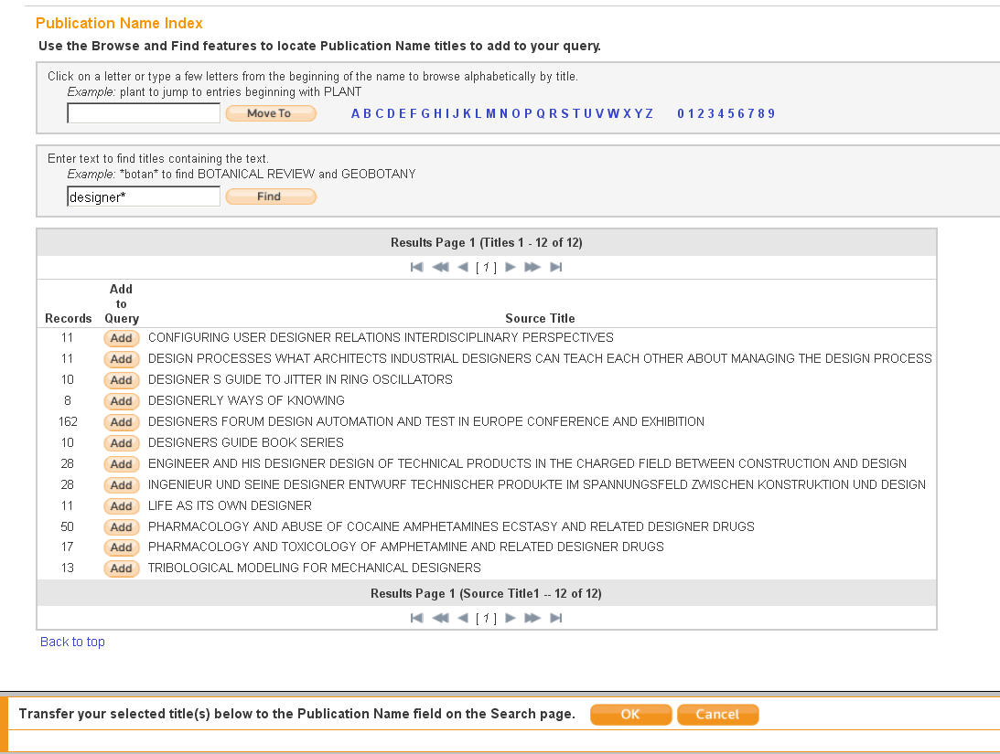 Publication Name Index
Use the Browse and Find features to locate Publication Name titles to add to your query.
Click on a letter or type a few letters from the beginning of the name to browse alphabetically by title.
Example: plant to jump to entries beginning with PLANT
Move To A B C D E F G H I J K L M N O P Q R S T U V W X Y Z 0 1 2 3 4 5 6 7 8 9
Enter text to find titles containing the text.
Example: *botan* to find BOTANICAL REVIEW and GEOBOTANY
designer* Find
Results Page 1 (Titles 1 - 12 of 12)
[ 1 ]
Add
to
Records Query Source Title
11 Add CONFIGURING USER DESIGNER RELATIONS INTERDISCIPLINARY PERSPECTIVES
11 Add DESIGN PROCESSES WHAT ARCHITECTS INDUSTRIAL DESIGNERS CAN TEACH EACH OTHER ABOUT MANAGING THE DESIGN PROCESS
10 Add DESIGNER S GUIDE TO JITTER IN RING OSCILLATORS
8 Add DESIGNERLY WAYS OF KNOWING
162 Add DESIGNERS FORUM DESIGN AUTOMATION AND TEST IN EUROPE CONFERENCE AND EXHIBITION
10 Add DESIGNERS GUIDE BOOK SERIES
28 Add ENGINEER AND HIS DESIGNER DESIGN OF TECHNICAL PRODUCTS IN THE CHARGED FIELD BETWEEN CONSTRUCTION AND DESIGN
28 Add INGENIEUR UND SEINE DESIGNER ENTWURF TECHNISCHER PRODUKTE IM SPANNUNGSFELD ZWISCHEN KONSTRUKTION UND DESIGN
11 Add LIFE AS ITS OWN DESIGNER
50 Add PHARMACOLOGY AND ABUSE OF COCAINE AMPHETAMINES ECSTASY AND RELATED DESIGNER DRUGS
17 Add PHARMACOLOGY AND TOXICOLOGY OF AMPHETAMINE AND RELATED DESIGNER DRUGS
13 Add TRIBOLOGICAL MODELING FOR MECHANICAL DESIGNERS
Results Page 1 (Source Title1 -- 12 of 12)
[ 1 ]
Back to top
Transfer your selected title(s) below to the Publication Name field on the Search page. OK Cancel